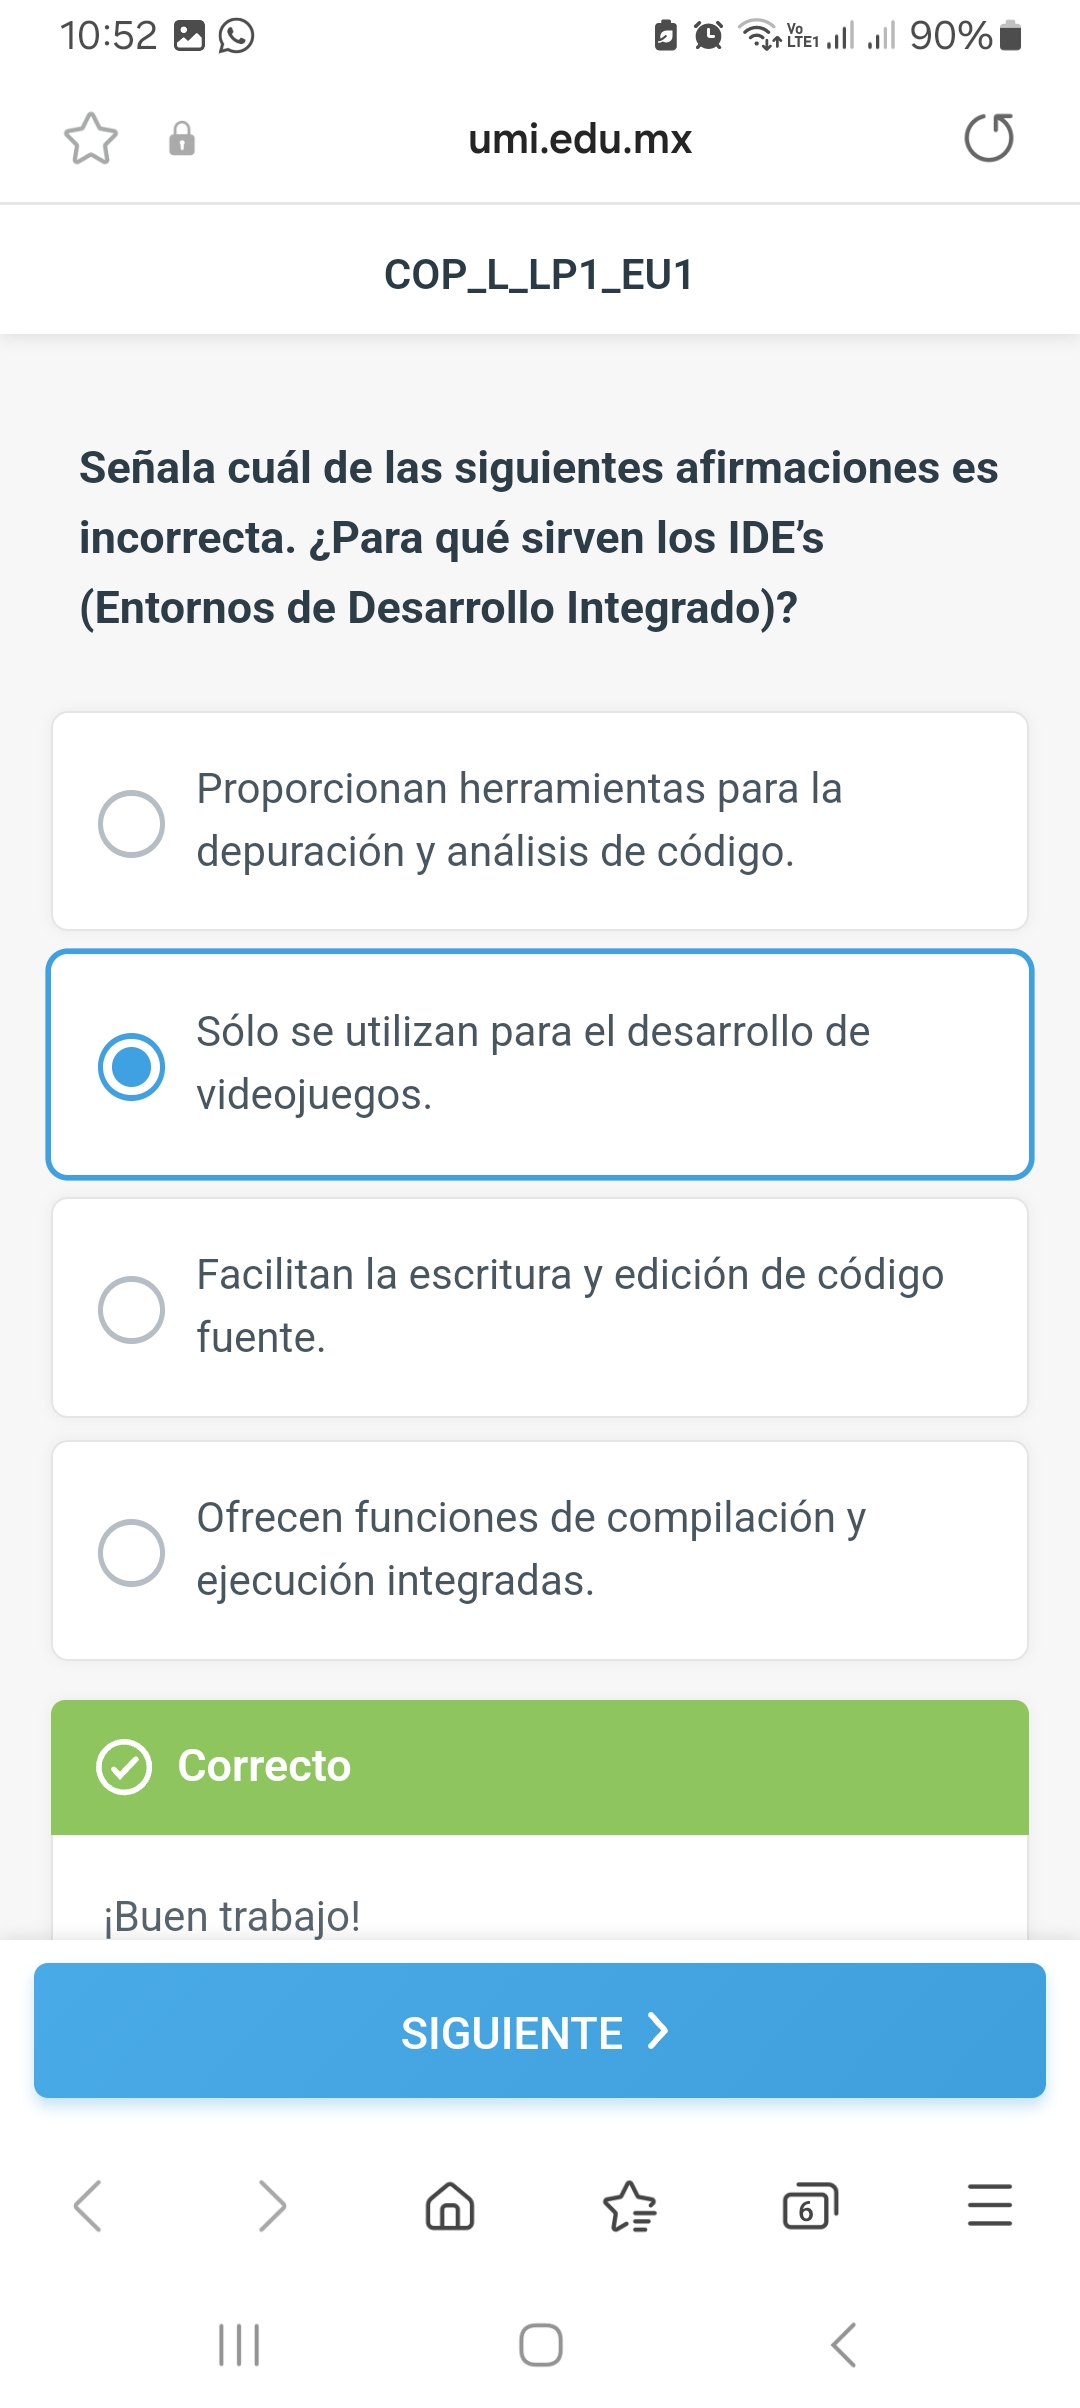 10:52
Vo LTE1
90%
umi.edu.mx
COP_L_LP1_EU1
Señala cuál de las siguientes afirmaciones es
incorrecta. ¿Para qué sirven los IDE’s
(Entornos de Desarrollo Integrado)?
Proporcionan herramientas para la
depuración y análisis de código.
Sólo se utilizan para el desarrollo de
videojuegos.
Facilitan la escritura y edición de código
fuente.
Ofrecen funciones de compilación y
ejecución integradas.
Correcto
¡Buen trabajo!
SIGUIENTE
6